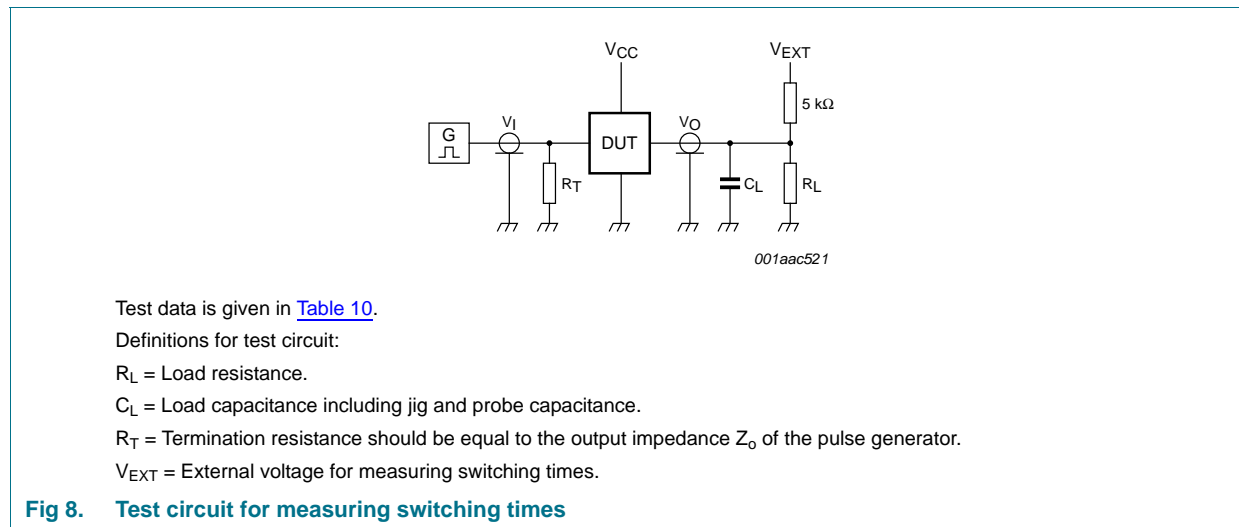 VCC VEXT
5 kΩ
G VI DUT VO
RT CL RL
001aac521
Test data is given in Table 10.
Definitions for test circuit:
RL = Load resistance.
CL = Load capacitance including jig and probe capacitance.
RT = Termination resistance should be equal to the output impedance Zo of the pulse generator.
VEXT = External voltage for measuring switching times.
Fig 8. Test circuit for measuring switching times